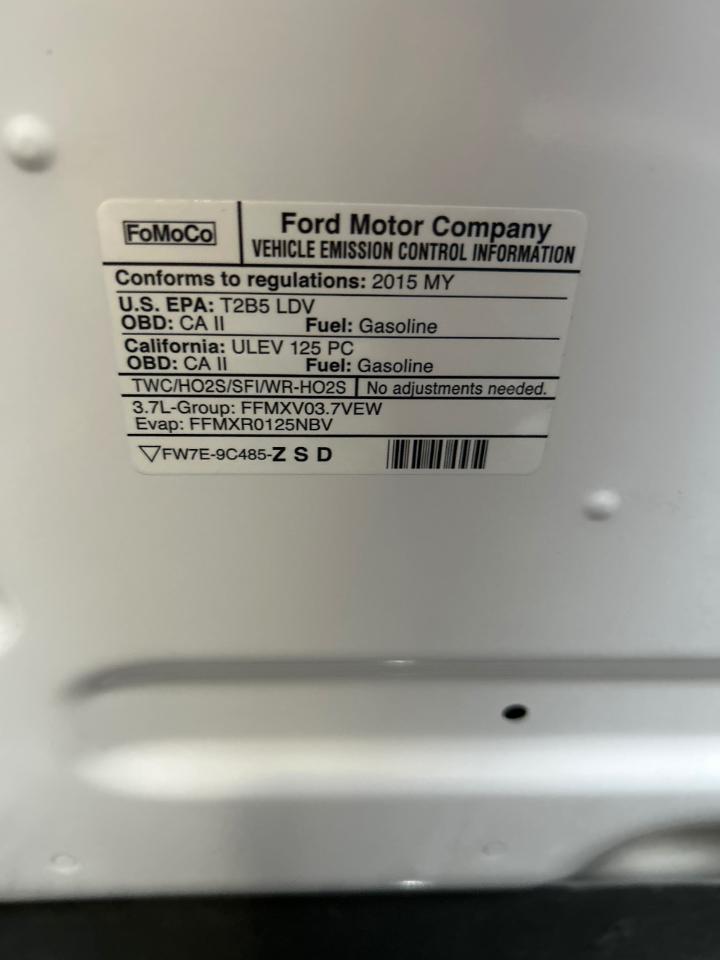 FoMoCo
Ford Motor Company
VEHICLE EMISSION CONTROL INFORMATION
Conforms to regulations: 2015 MY
U.S. EPA: T2B5 LDV
OBD: CA II Fuel: Gasoline
California: ULEV 125 PC
OBD: CA II Fuel: Gasoline
TWC/HO2S/SFI/WR-HO2S No adjustments needed.
3.7L-Group: FFMXV03.7VEW
Evap: FFMXR0125NBV
FW7E-9C485-Z S D